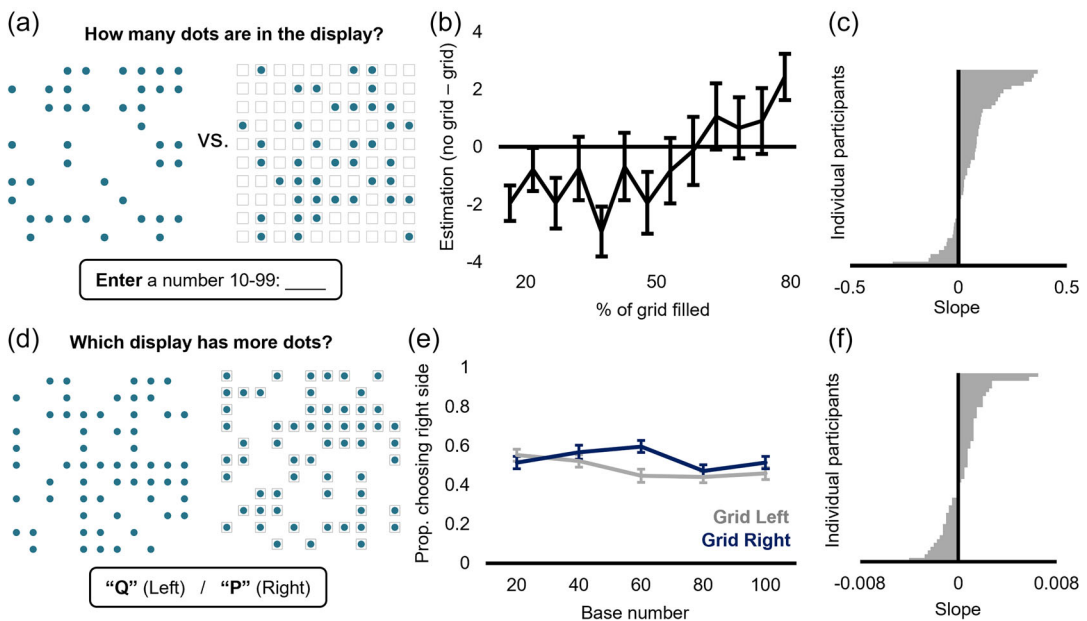 (a)
How many dots are in the display?
vs.
Enter a number 10-99: ____
(b)
Estimation (no grid – grid)
4
2
0
-2
-4
20 50 80
% of grid filled
(c)
Individual participants
-0.5 0 0.5
Slope
(d)
Which display has more dots?
“Q” (Left) / “P” (Right)
(e)
Prop. choosing right side
1
0.8
0.6
0.4
0.2
0
Grid Left
Grid Right
20 40 60 80 100
Base number
(f)
Individual participants
-0.008 0 0.008
Slope